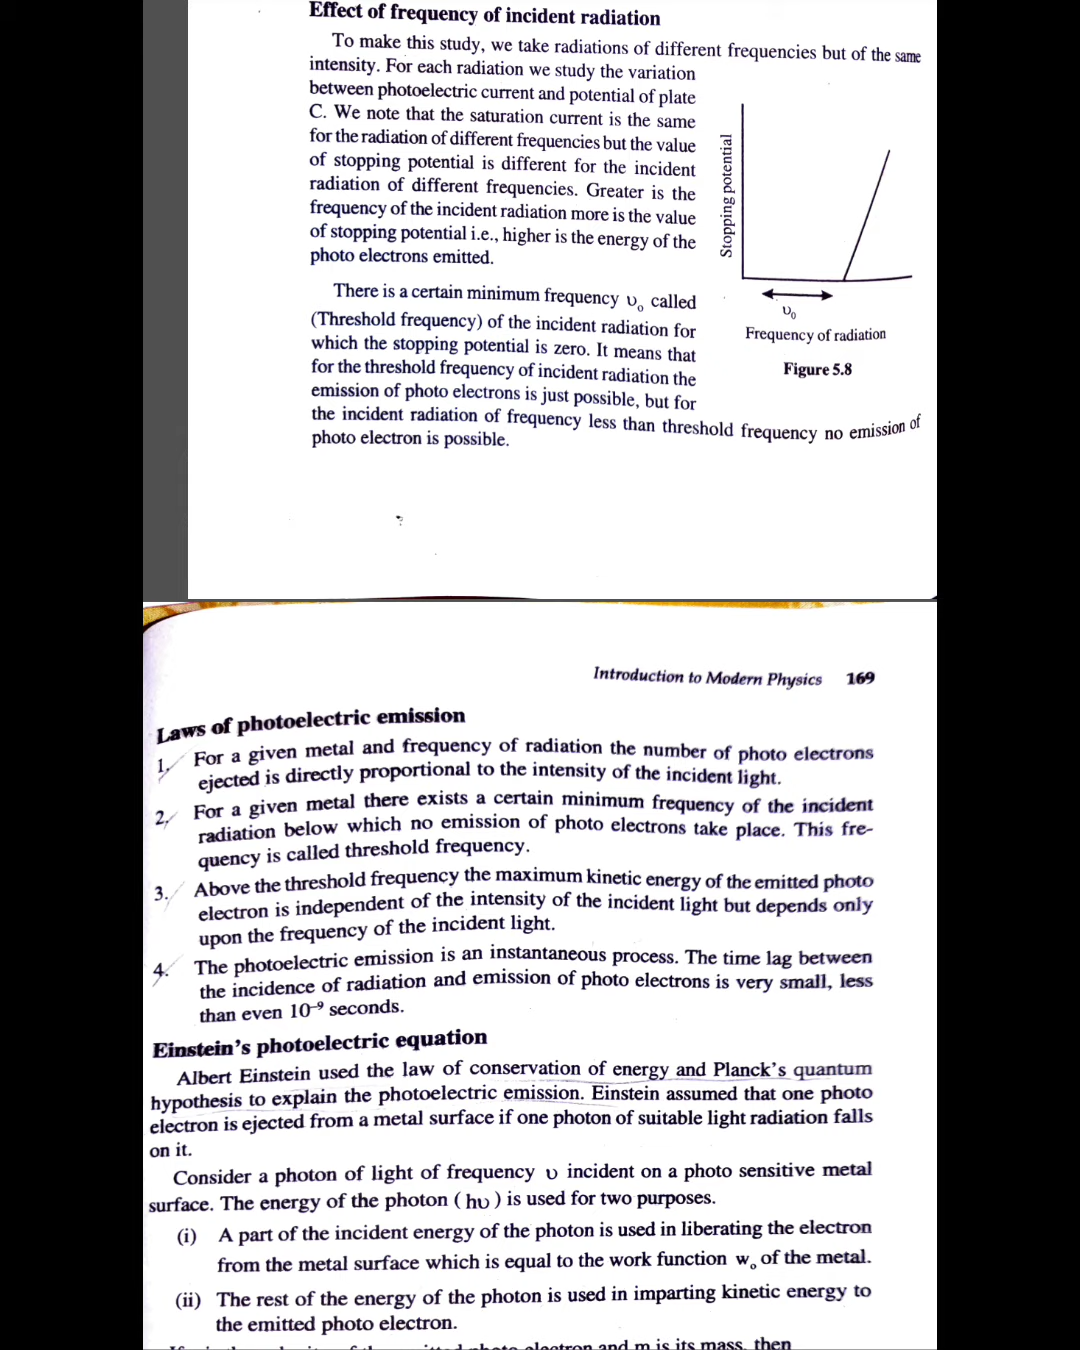 Effect of frequency of incident radiation
To make this study, we take radiations of different frequencies but of the same
intensity. For each radiation we study the variation
between photoelectric current and potential of plate
C. We note that the saturation current is the same
for the radiation of different frequencies but the value
of stopping potential is different for the incident
radiation of different frequencies. Greater is the
frequency of the incident radiation more is the value
of stopping potential i.e., higher is the energy of the
photo electrons emitted.
There is a certain minimum frequency υ₀ called
(Threshold frequency) of the incident radiation for
which the stopping potential is zero. It means that
for the threshold frequency of incident radiation the
emission of photo electrons is just possible, but for
the incident radiation of frequency less than threshold frequency no emission of
photo electron is possible.
Stopping potential
υ₀
Frequency of radiation
Figure 5.8
Introduction to Modern Physics 169
Laws of photoelectric emission
1. For a given metal and frequency of radiation the number of photo electrons
ejected is directly proportional to the intensity of the incident light.
2. For a given metal there exists a certain minimum frequency of the incident
radiation below which no emission of photo electrons take place. This fre-
quency is called threshold frequency.
3. Above the threshold frequency the maximum kinetic energy of the emitted photo
electron is independent of the intensity of the incident light but depends only
upon the frequency of the incident light.
4. The photoelectric emission is an instantaneous process. The time lag between
the incidence of radiation and emission of photo electrons is very small, less
than even 10⁻⁹ seconds.
Einstein's photoelectric equation
Albert Einstein used the law of conservation of energy and Planck's quantum
hypothesis to explain the photoelectric emission. Einstein assumed that one photo
electron is ejected from a metal surface if one photon of suitable light radiation falls
on it.
Consider a photon of light of frequency υ incident on a photo sensitive metal
surface. The energy of the photon (hυ) is used for two purposes.
(i) A part of the incident energy of the photon is used in liberating the electron
from the metal surface which is equal to the work function w₀ of the metal.
(ii) The rest of the energy of the photon is used in imparting kinetic energy to
the emitted photo electron.
electron and m is its mass, then